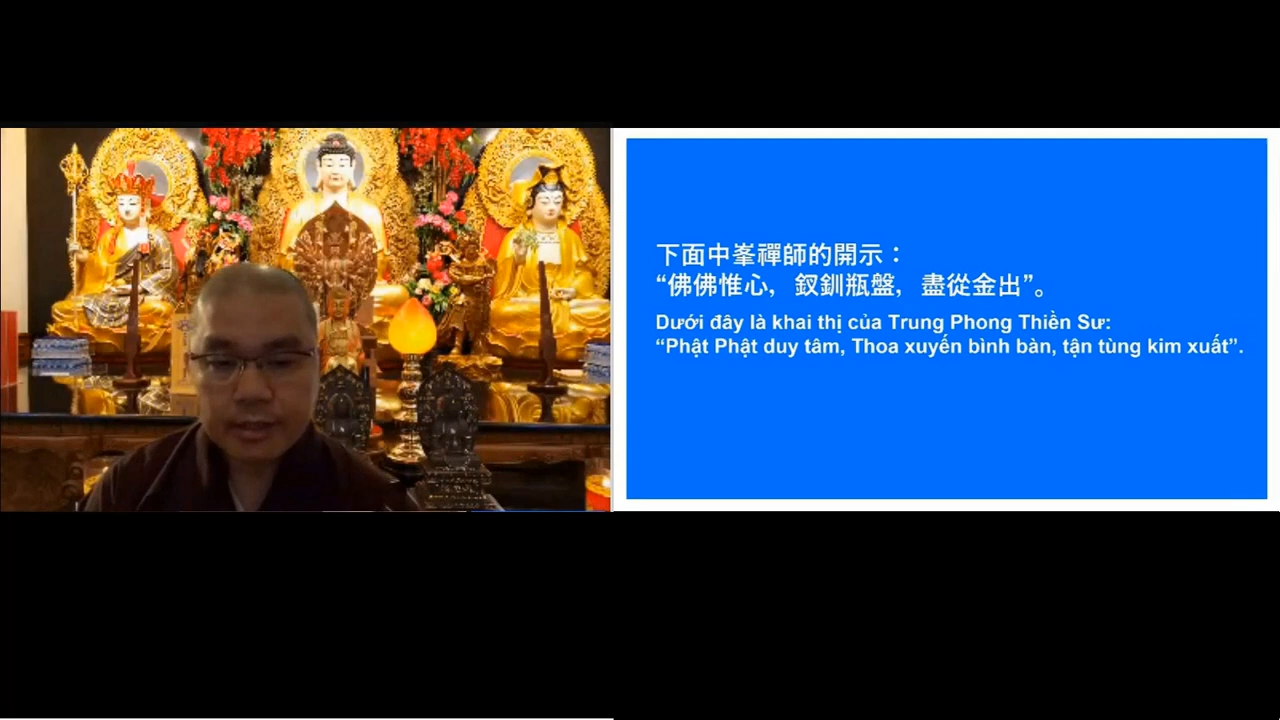 下面中峯禪師的開示：
“佛佛惟心，釵釧瓶盤，盡從金出”。
Dưới đây là khai thị của Trung Phong Thiền Sư:
“Phật Phật duy tâm, Thoa xuyến bình bàn, tận tùng kim xuất”.